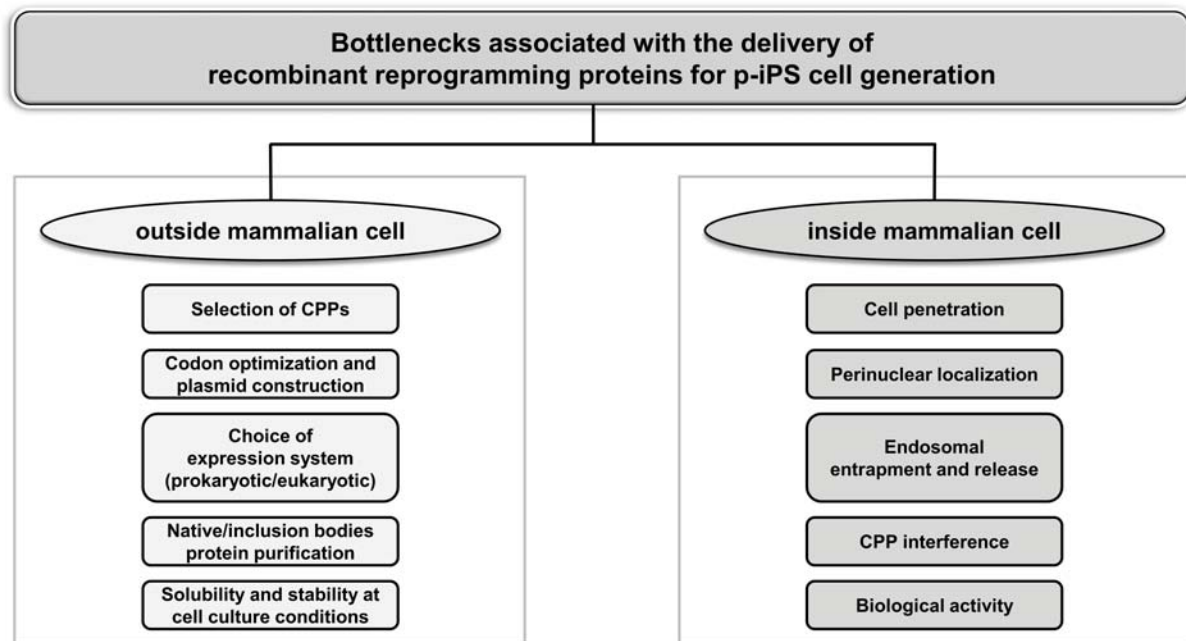 Bottlenecks associated with the delivery of
recombinant reprogramming proteins for p-iPS cell generation
outside mammalian cell
Selection of CPPs
Codon optimization and
plasmid construction
Choice of
expression system
(prokaryotic/eukaryotic)
Native/inclusion bodies
protein purification
Solubility and stability at
cell culture conditions
inside mammalian cell
Cell penetration
Perinuclear localization
Endosomal
entrapment and release
CPP interference
Biological activity